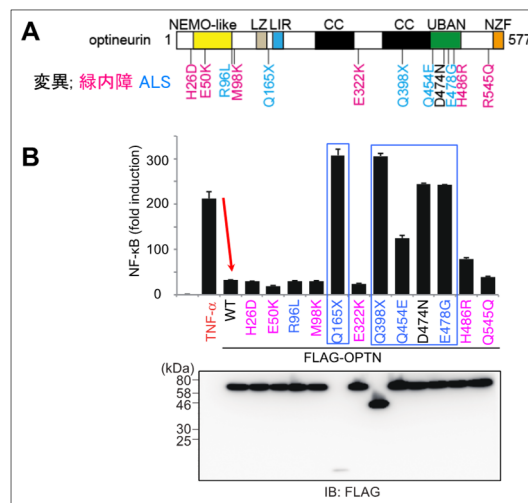 A
NEMO-like LZ LIR CC CC UBAN NZF
optineurin 1 577
変異; 緑内障 ALS
H26D E50K R96L M98K Q165X E322K Q398X Q454E D474N E478G H486R R545Q
B
NF-κB (fold induction)
300
200
100
0
TNF-α WT H26D E50K R96L M98K Q165X E322K Q398X Q454E D474N E478G H486R Q545Q
FLAG-OPTN
(kDa)
80
58
46
30
25
IB: FLAG